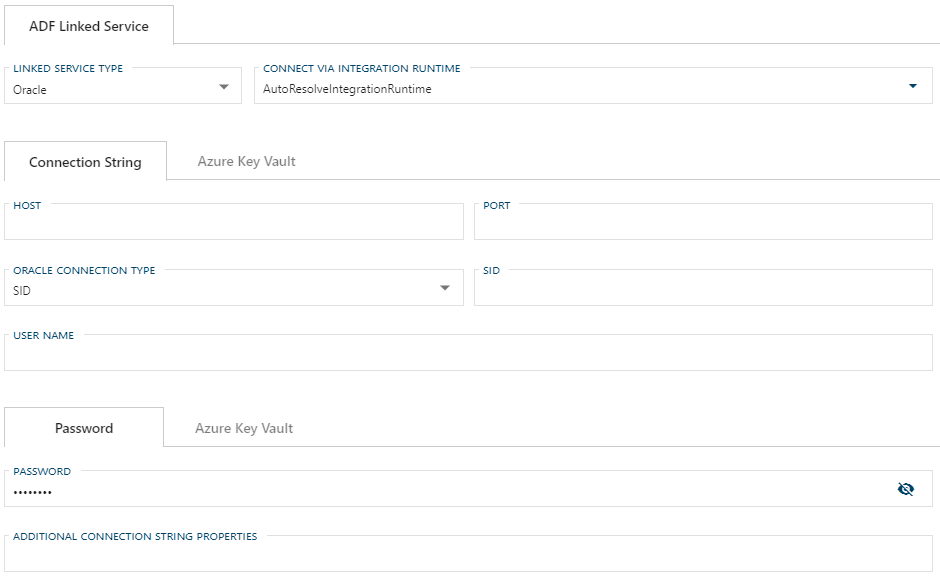 ADF Linked Service
LINKED SERVICE TYPE
Oracle
CONNECT VIA INTEGRATION RUNTIME
AutoResolveIntegrationRuntime
Connection String
Azure Key Vault
HOST
PORT
ORACLE CONNECTION TYPE
SID
SID
USER NAME
Password
Azure Key Vault
PASSWORD
••••••••
ADDITIONAL CONNECTION STRING PROPERTIES